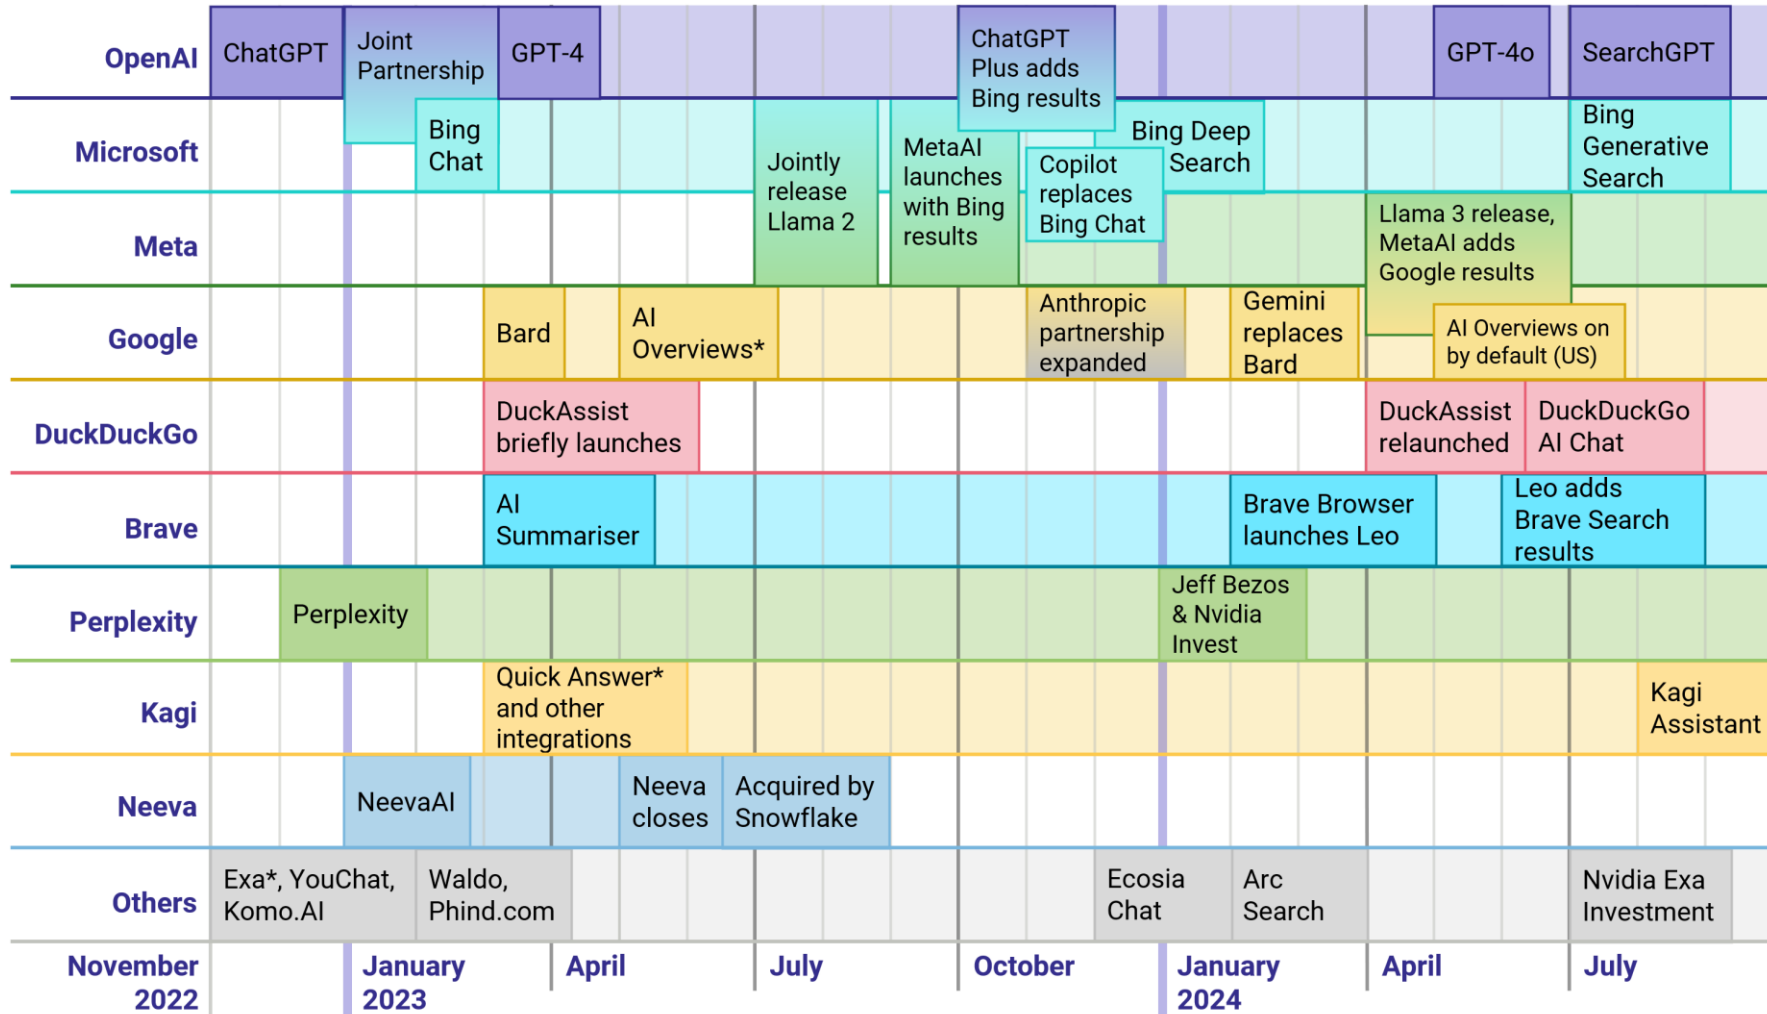 OpenAI
ChatGPT
Joint
Partnership
GPT-4
ChatGPT
Plus adds
Bing results
GPT-4o
SearchGPT
Microsoft
Bing
Chat
Jointly
release
Llama 2
MetaAI
launches
with Bing
results
Copilot
replaces
Bing Chat
Bing Deep
Search
Bing
Generative
Search
Meta
Llama 3 release,
MetaAI adds
Google results
Google
Bard
AI
Overviews*
Anthropic
partnership
expanded
Gemini
replaces
Bard
AI Overviews on
by default (US)
DuckDuckGo
DuckAssist
briefly launches
DuckAssist
relaunched
DuckDuckGo
AI Chat
Brave
AI
Summariser
Brave Browser
launches Leo
Leo adds
Brave Search
results
Perplexity
Perplexity
Jeff Bezos
& Nvidia
Invest
Kagi
Quick Answer*
and other
integrations
Kagi
Assistant
Neeva
NeevaAI
Neeva
closes
Acquired by
Snowflake
Others
Exa*, YouChat,
Komo.AI
Waldo,
Phind.com
Ecosia
Chat
Arc
Search
Nvidia Exa
Investment
November
2022
January
2023
April
July
October
January
2024
April
July